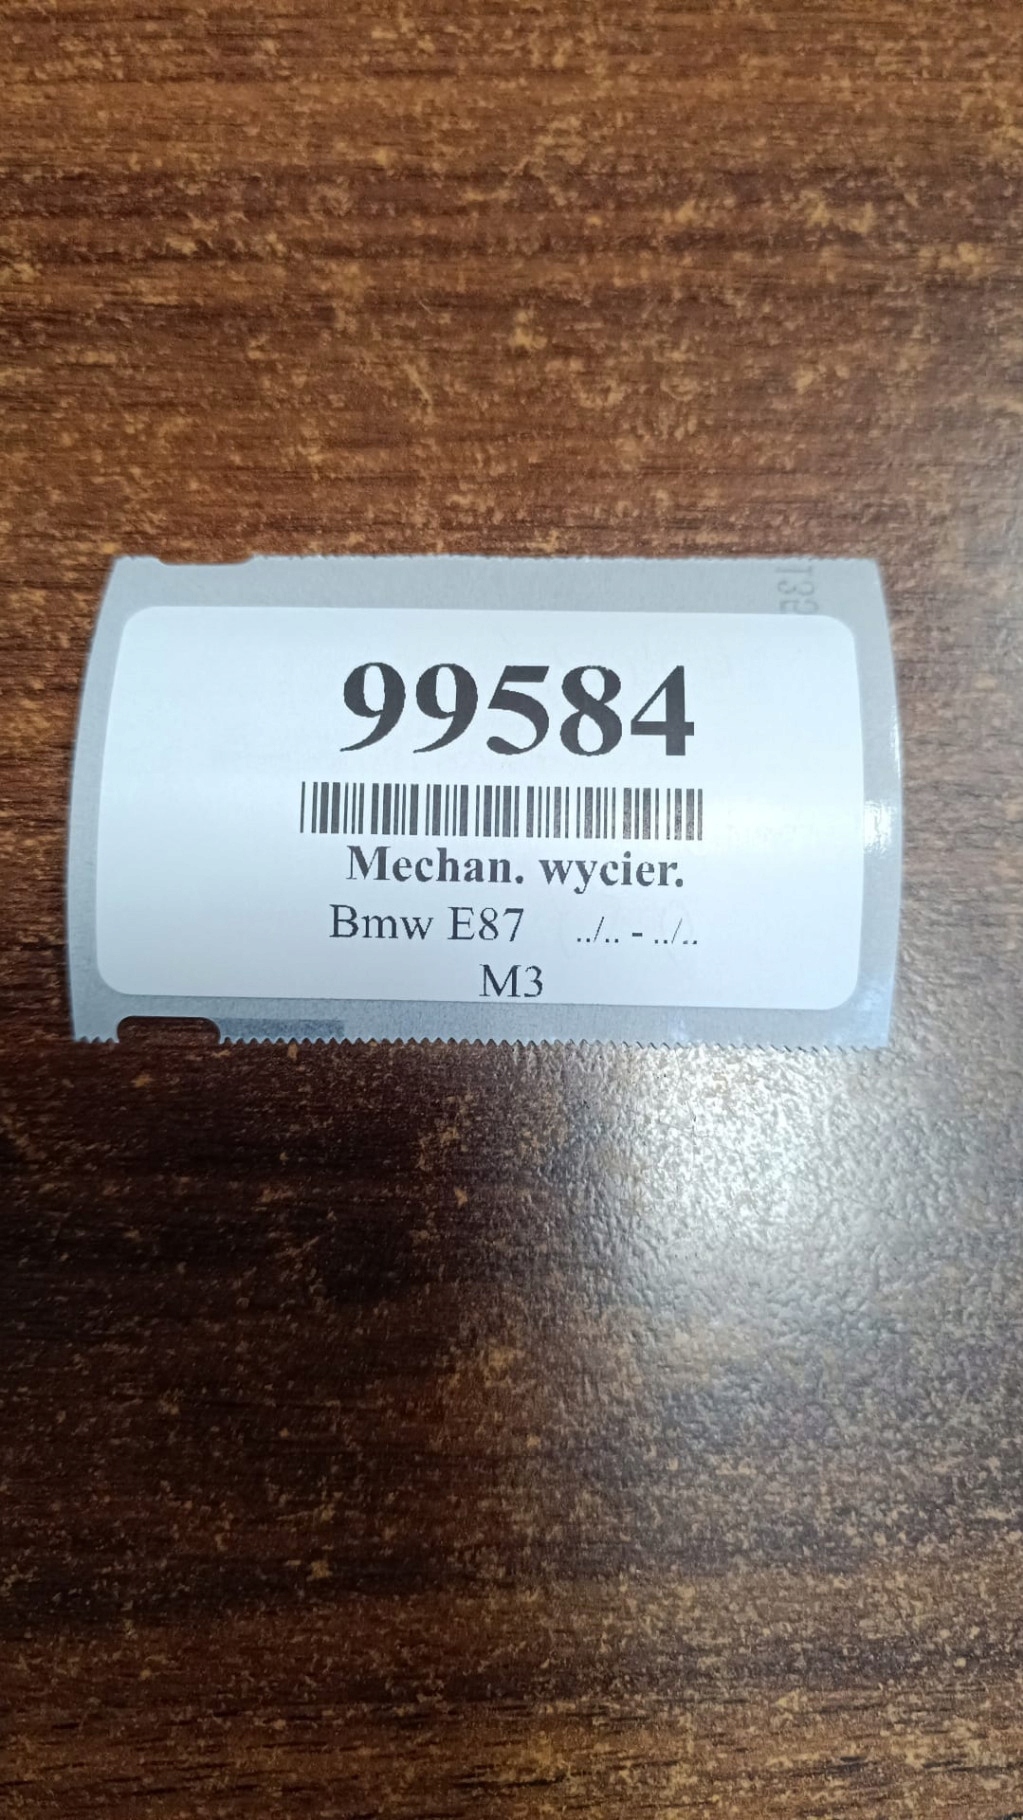 99584
Mechan. wycier.
Bmw E87 ../.. - ../..
M3